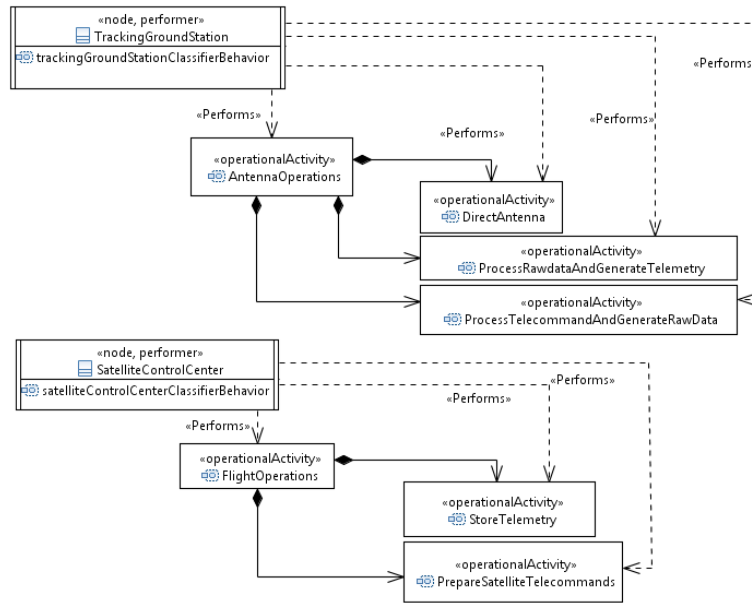 «node, performer»
TrackingGroundStation
trackingGroundStationClassifierBehavior
«Performs»
«Performs»
«Performs»
«Performs»
«operationalActivity»
AntennaOperations
«operationalActivity»
DirectAntenna
«operationalActivity»
ProcessRawdataAndGenerateTelemetry
«operationalActivity»
ProcessTelecommandAndGenerateRawData
«node, performer»
SatelliteControlCenter
satelliteControlCenterClassifierBehavior
«Performs»
«Performs»
«Performs»
«operationalActivity»
FlightOperations
«operationalActivity»
StoreTelemetry
«operationalActivity»
PrepareSatelliteTelecommands